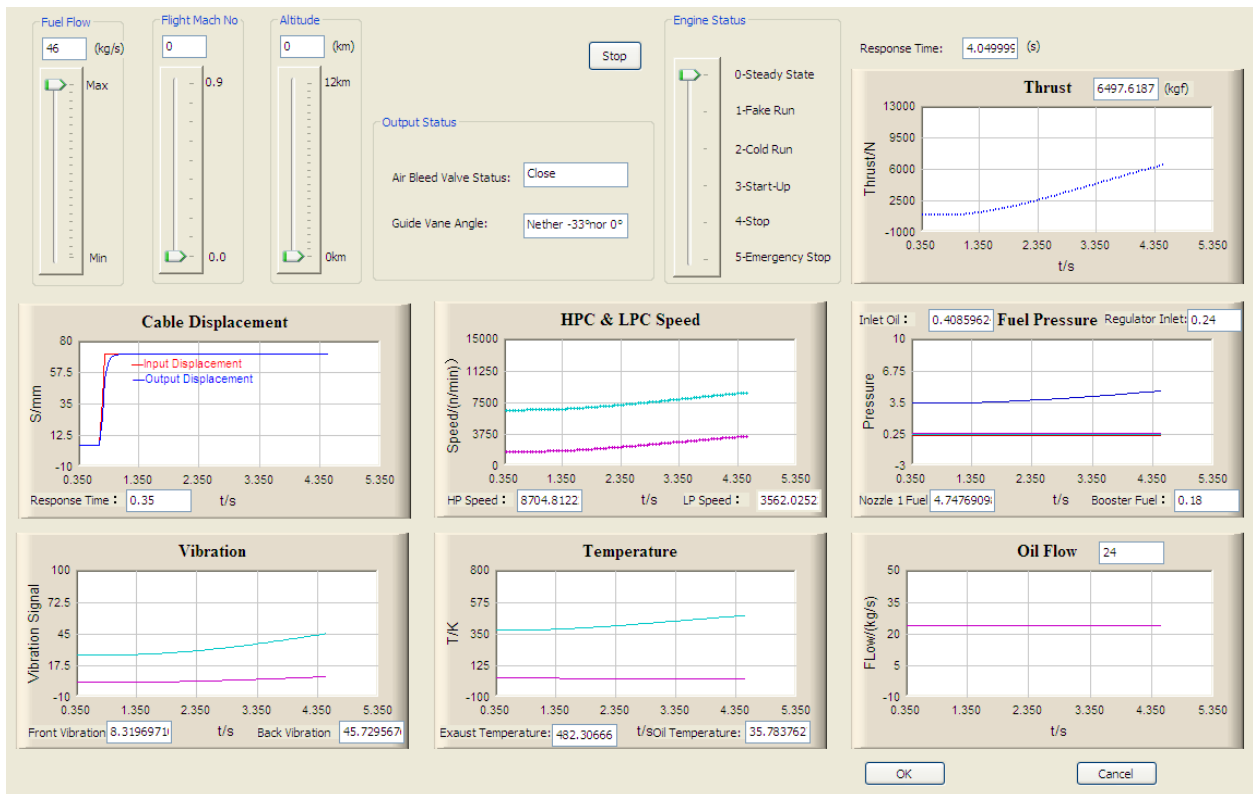 Fuel Flow
46 (kg/s)
Max
Min
Flight Mach No
0
0.9
0.0
Altitude
0 (km)
12km
0km
Stop
Output Status
Air Bleed Valve Status: Close
Guide Vane Angle: Nether -33°nor 0°
Engine Status
0-Steady State
1-Fake Run
2-Cold Run
3-Start-Up
4-Stop
5-Emergency Stop
Response Time: 4.049999 (s)
Thrust 6497.6187 (kgf)
Thrust/N
13000
9500
6000
2500
-1000
0.350 1.350 2.350 3.350 4.350 5.350
t/s
Cable Displacement
S/mm
80
57.5
35
12.5
-10
Input Displacement
Output Displacement
0.350 1.350 2.350 3.350 4.350 5.350
Response Time: 0.35 t/s
HPC & LPC Speed
Speed/(n/min))
15000
11250
7500
3750
0
0.350 1.350 2.350 3.350 4.350 5.350
HP Speed: 8704.8122 t/s LP Speed: 3562.0252
Inlet Oil: 0.4085962 Fuel Pressure Regulator Inlet: 0.24
Pressure
10
6.75
3.5
0.25
-3
0.350 1.350 2.350 3.350 4.350 5.350
Nozzle 1 Fuel 4.7476909 t/s Booster Fuel: 0.18
Vibration
Vibration Signal
100
72.5
45
17.5
-10
0.350 1.350 2.350 3.350 4.350 5.350
Front Vibration 8.3196971 t/s Back Vibration 45.729567
Temperature
T/K
800
575
350
125
-100
0.350 1.350 2.350 3.350 4.350 5.350
Exaust Temperature: 482.30666 t/s Oil Temperature: 35.783762
Oil Flow 24
FLow/(kg/s)
50
35
20
5
-10
0.350 1.350 2.350 3.350 4.350 5.350
t/s
OK
Cancel